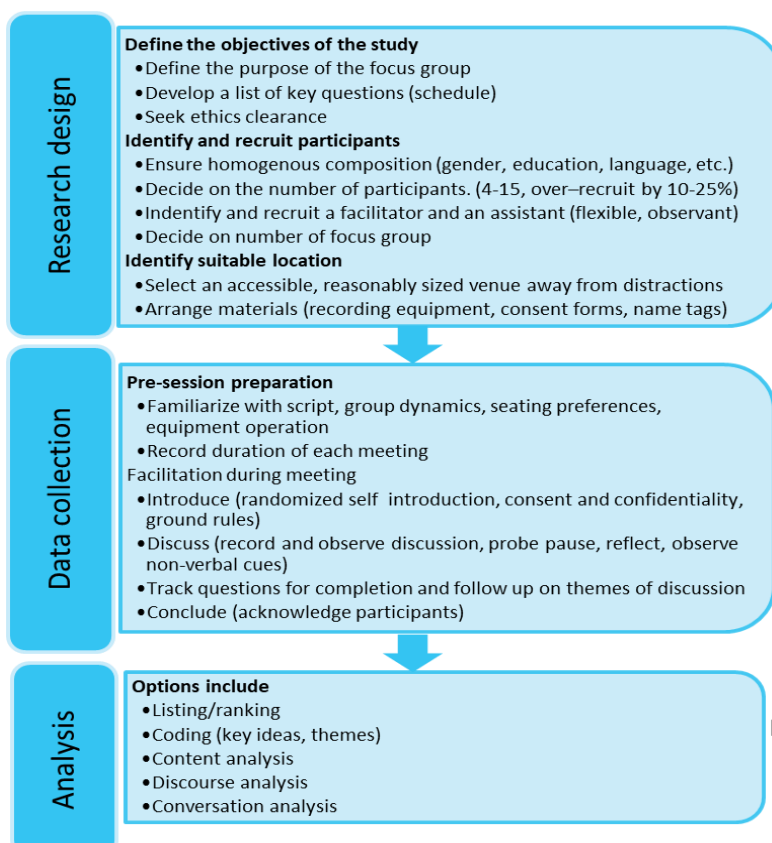 Research design
Define the objectives of the study
•Define the purpose of the focus group
•Develop a list of key questions (schedule)
•Seek ethics clearance
Identify and recruit participants
•Ensure homogenous composition (gender, education, language, etc.)
•Decide on the number of participants. (4-15, over–recruit by 10-25%)
•Indentify and recruit a facilitator and an assistant (flexible, observant)
•Decide on number of focus group
Identify suitable location
•Select an accessible, reasonably sized venue away from distractions
•Arrange materials (recording equipment, consent forms, name tags)
Data collection
Pre-session preparation
•Familiarize with script, group dynamics, seating preferences,
equipment operation
•Record duration of each meeting
Facilitation during meeting
•Introduce (randomized self introduction, consent and confidentiality,
ground rules)
•Discuss (record and observe discussion, probe pause, reflect, observe
non-verbal cues)
•Track questions for completion and follow up on themes of discussion
•Conclude (acknowledge participants)
Analysis
Options include
•Listing/ranking
•Coding (key ideas, themes)
•Content analysis
•Discourse analysis
•Conversation analysis